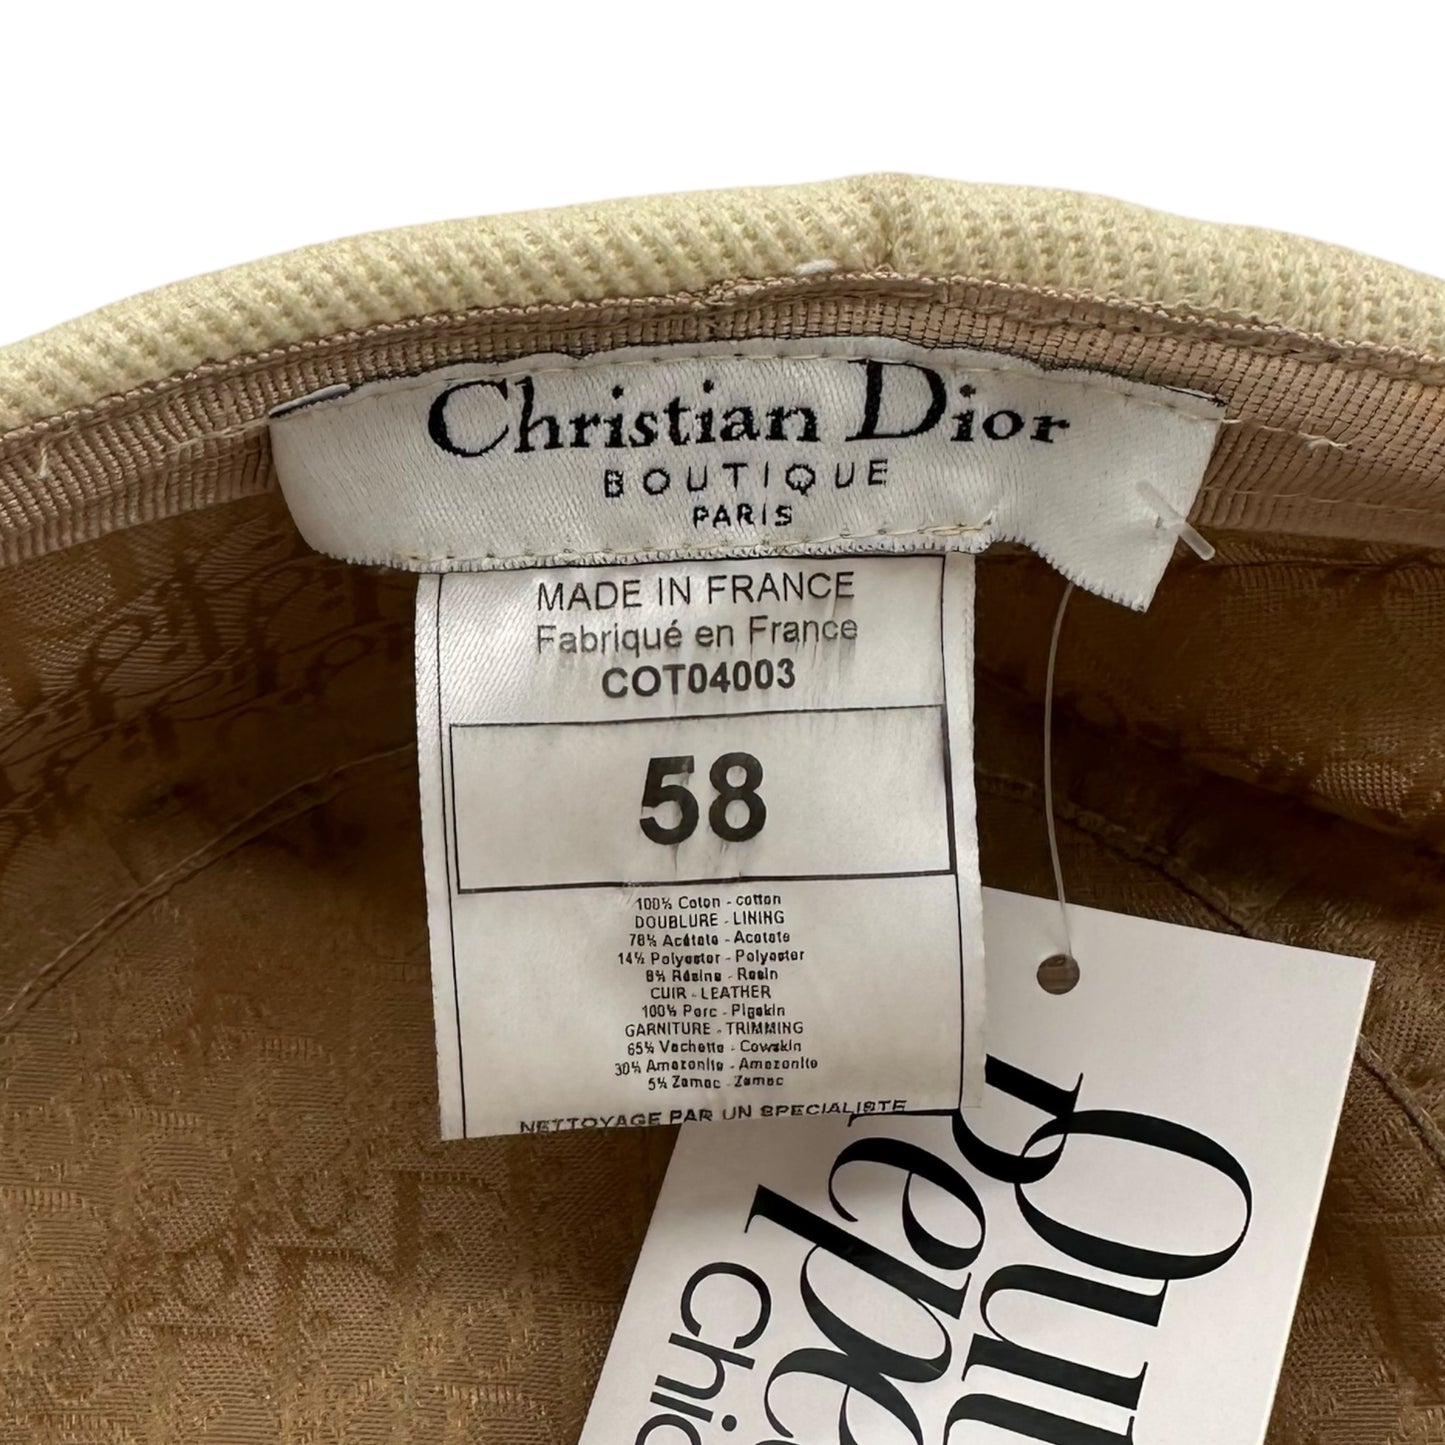 Christian Dior
BOUTIQUE
PARIS
MADE IN FRANCE
Fabriqué en France
COT04003
58
100% Coton - cotton
DOUBLURE - LINING
78% Acétate - Acetate
14% Polyester - Polyester
8% Résine - Resin
CUIR - LEATHER
100% Porc - Pigskin
GARNITURE - TRIMMING
65% Vachette - Cowskin
30% Amazonite - Amazonite
5% Zamac - Zamac
NETTOYAGE PAR UN SPECIALISTE